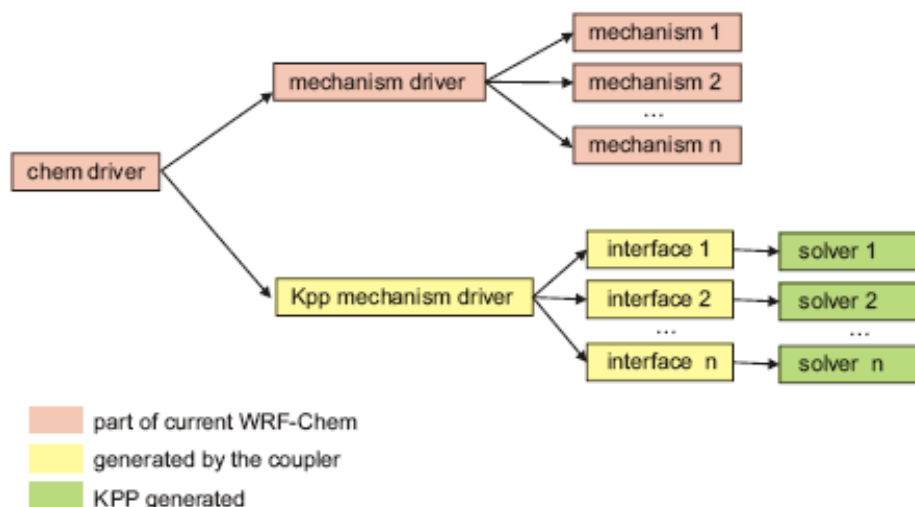 mechanism 1
mechanism driver
mechanism 2
...
mechanism n
chem driver
interface 1
solver 1
Kpp mechanism driver
interface 2
solver 2
...
...
interface n
solver n
part of current WRF-Chem
generated by the coupler
KPP generated